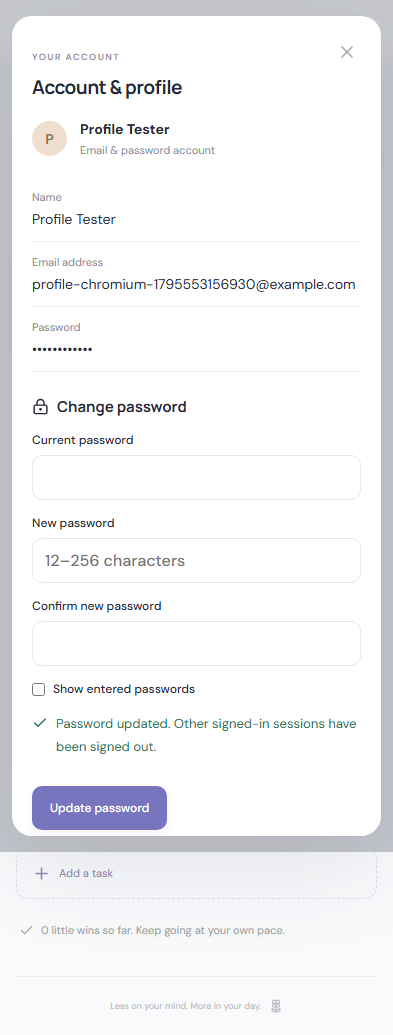 YOUR ACCOUNT
Account & profile
P
Profile Tester
Email & password account
Name
Profile Tester
Email address
profile-chromium-1795553156930@example.com
Password
••••••••••••
Change password
Current password
New password
12–256 characters
Confirm new password
Show entered passwords
Password updated. Other signed-in sessions have
been signed out.
Update password
Add a task
0 little wins so far. Keep going at your own pace.
Less on your mind. More in your day.